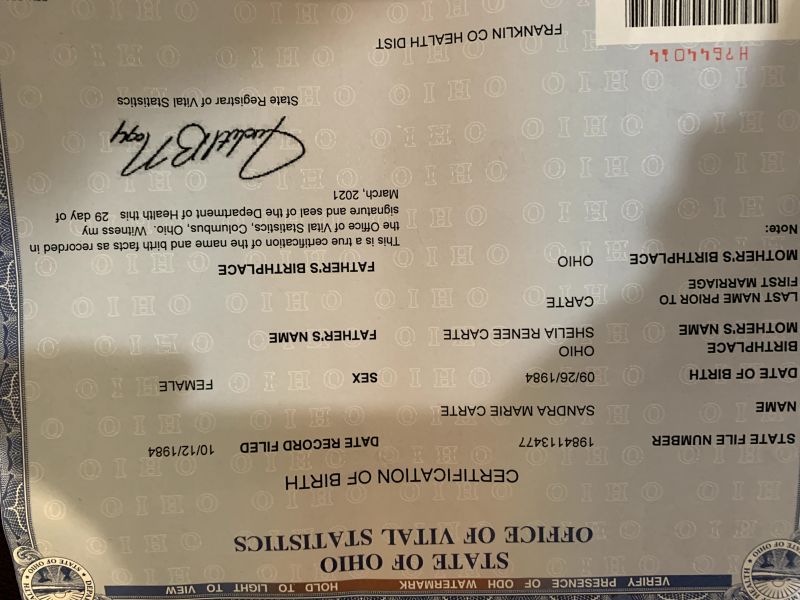 VERIFY PRESENCE OF ODH WATERMARK HOLD TO LIGHT TO VIEW
STATE OF OHIO
OFFICE OF VITAL STATISTICS
CERTIFICATION OF BIRTH
STATE FILE NUMBER 1984113477 DATE RECORD FILED 10/12/1984
NAME SANDRA MARIE CARTE
DATE OF BIRTH 09/26/1984 SEX FEMALE
BIRTHPLACE OHIO
MOTHER'S NAME SHELIA RENEE CARTE FATHER'S NAME
LAST NAME PRIOR TO
FIRST MARRIAGE CARTE
MOTHER'S BIRTHPLACE OHIO FATHER'S BIRTHPLACE
Note:
This is a true certification of the name and birth facts as recorded in
the Office of Vital Statistics, Columbus, Ohio. Witness my
signature and seal of the Department of Health this 29 day of
March, 2021
Judith B Nagy
State Registrar of Vital Statistics
H7644014
FRANKLIN CO HEALTH DIST